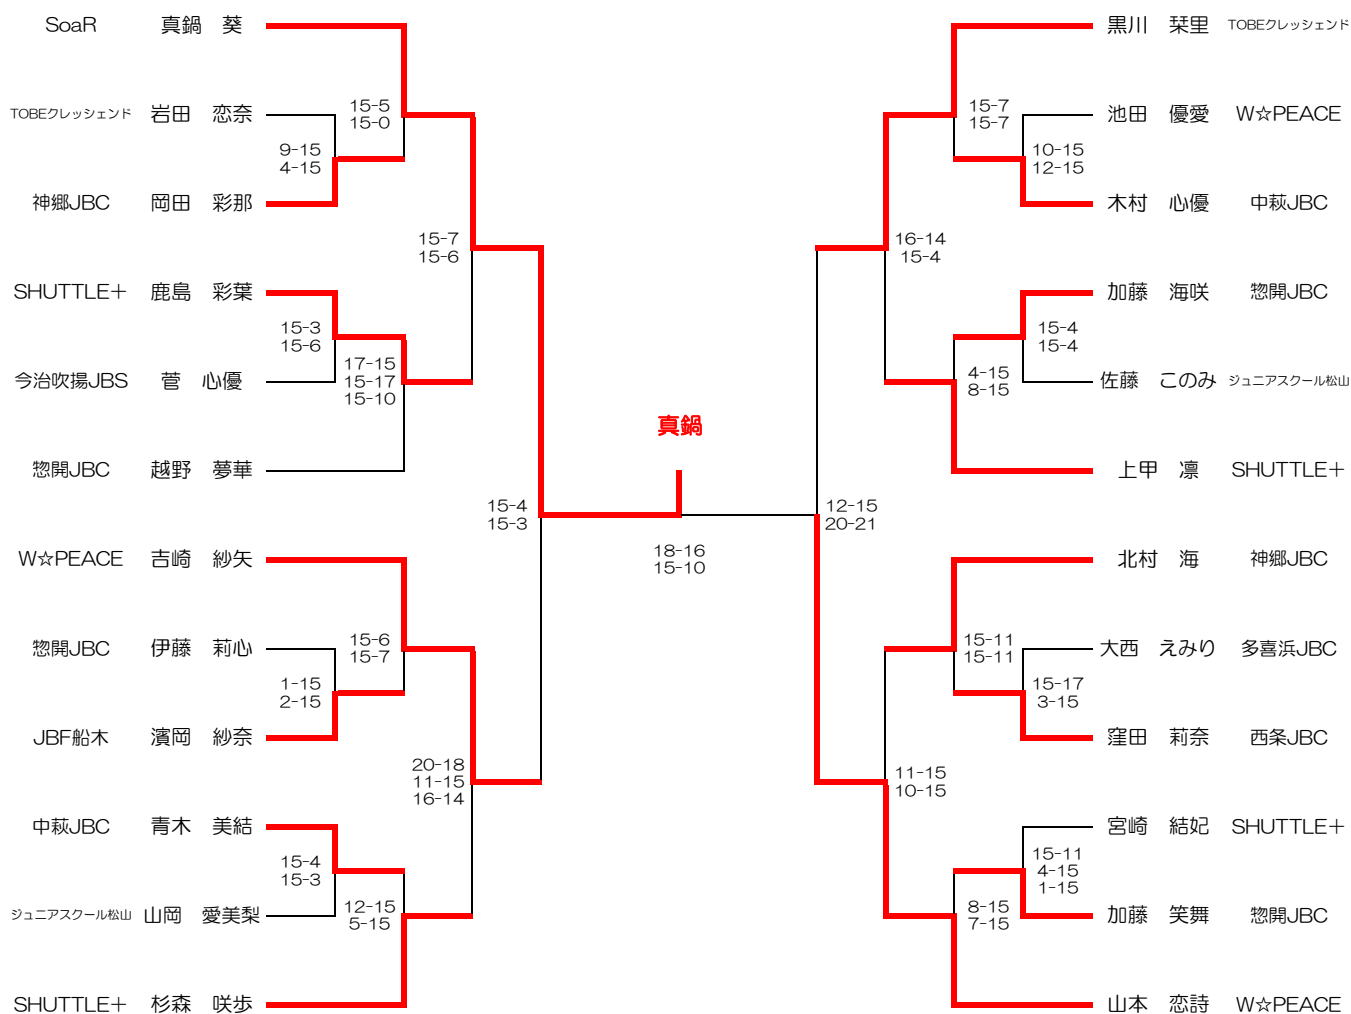 SoaR 真鍋 葵
TOBEクレッシェンド 岩田 恋奈
15-5
15-0
9-15
4-15
神郷JBC 岡田 彩那
15-7
15-6
SHUTTLE+ 鹿島 彩葉
15-3
15-6
今治吹揚JBS 菅 心優
17-15
15-17
15-10
惣開JBC 越野 夢華
15-4
15-3
W☆PEACE 吉崎 紗矢
惣開JBC 伊藤 莉心
15-6
15-7
1-15
2-15
JBF船木 濱岡 紗奈
20-18
11-15
16-14
中萩JBC 青木 美結
15-4
15-3
ジュニアスクール松山 山岡 愛美梨
12-15
5-15
SHUTTLE+ 杉森 咲歩
真鍋
18-16
15-10
黒川 栞里 TOBEクレッシェンド
15-7
15-7
池田 優愛 W☆PEACE
10-15
12-15
木村 心優 中萩JBC
16-14
15-4
加藤 海咲 惣開JBC
15-4
15-4
4-15
8-15
佐藤 このみ ジュニアスクール松山
上甲 凛 SHUTTLE+
12-15
20-21
北村 海 神郷JBC
15-11
15-11
大西 えみり 多喜浜JBC
15-17
3-15
窪田 莉奈 西条JBC
11-15
10-15
宮崎 結妃 SHUTTLE+
15-11
4-15
1-15
8-15
7-15
加藤 笑舞 惣開JBC
山本 恋詩 W☆PEACE